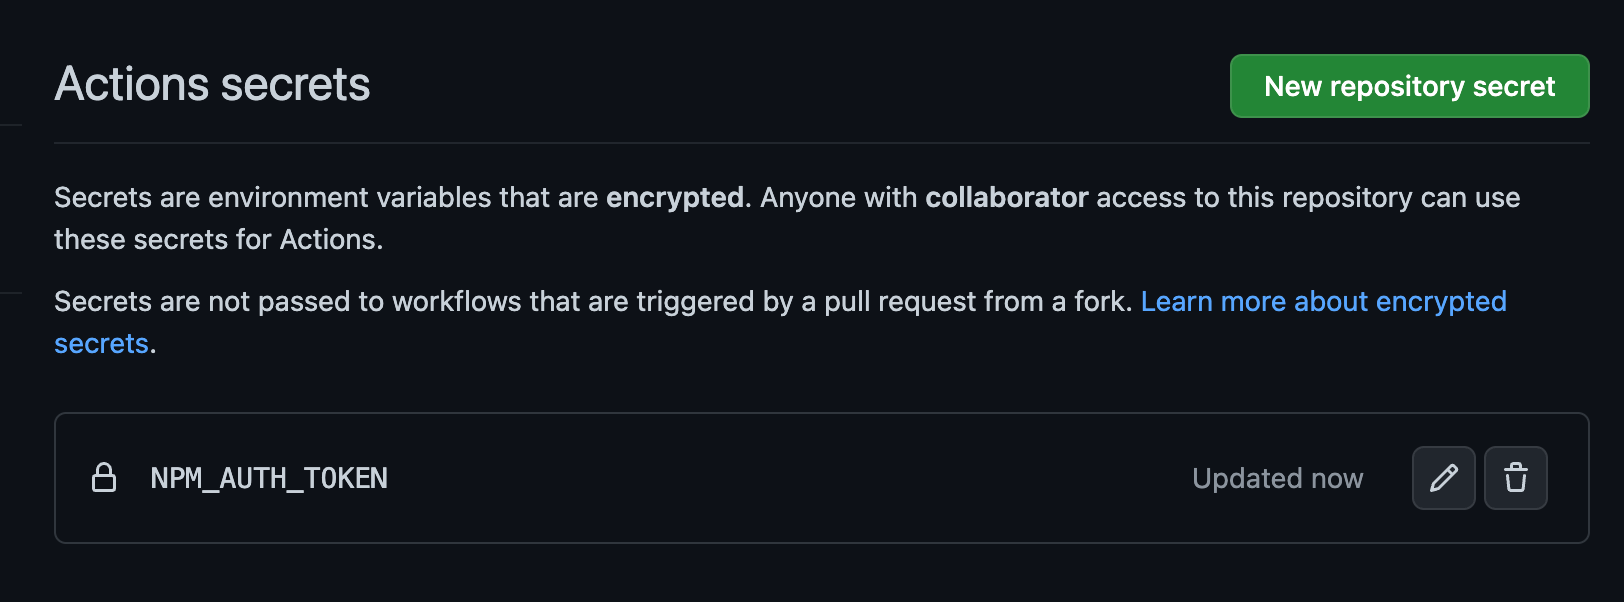 Actions secrets
New repository secret
Secrets are environment variables that are encrypted. Anyone with collaborator access to this repository can use
these secrets for Actions.
Secrets are not passed to workflows that are triggered by a pull request from a fork. Learn more about encrypted
secrets.
NPM_AUTH_TOKEN
Updated now